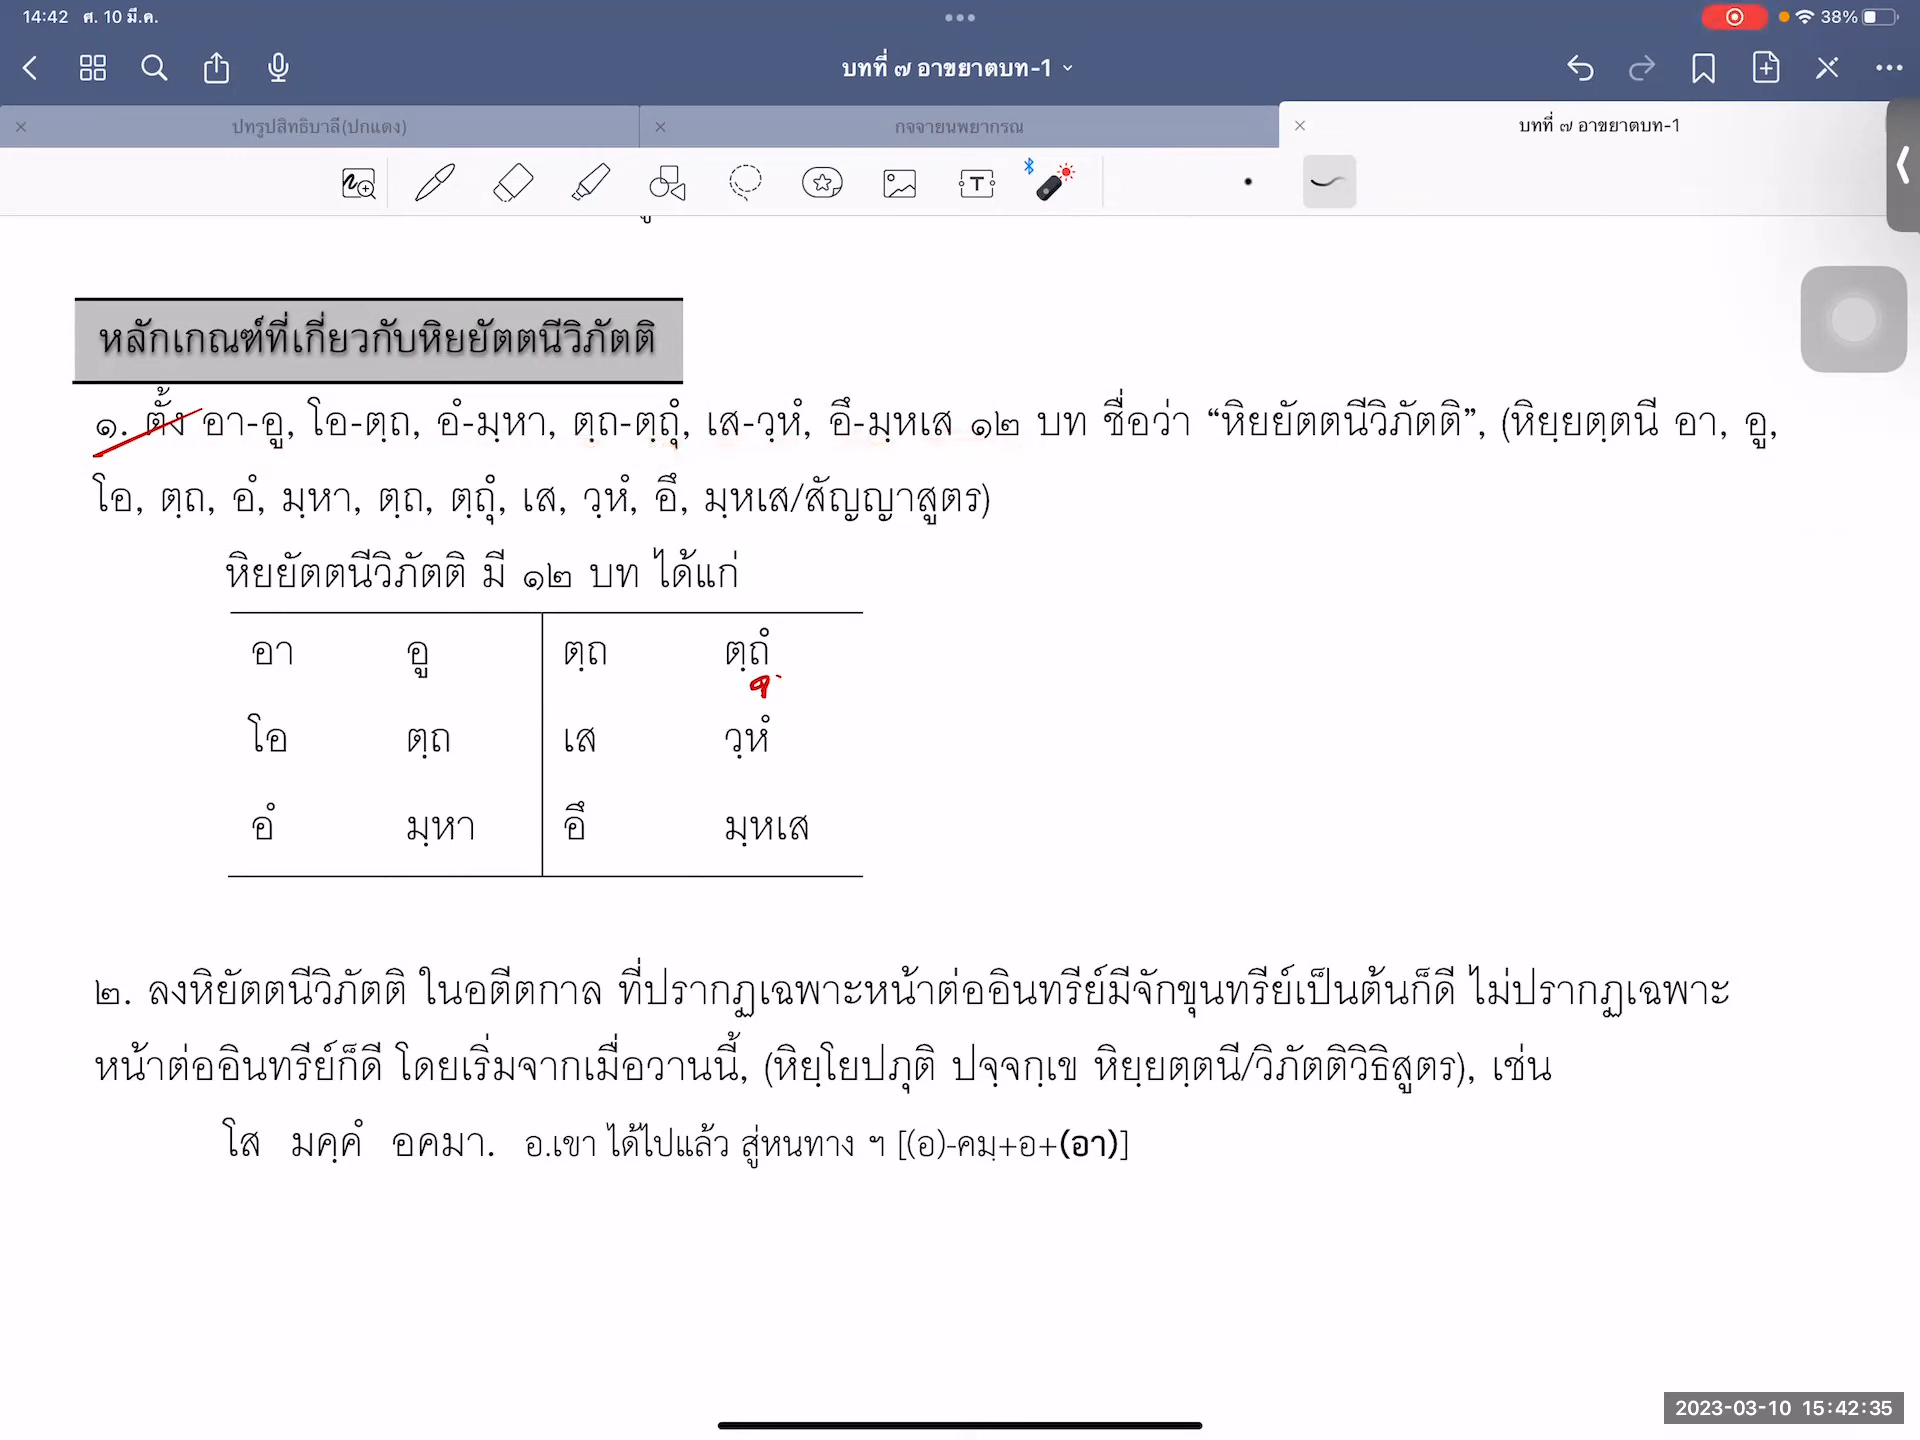 14:42 ศ. 10 มี.ค.
38%
บทที่ ๗ อาขยาตบท-1
ปทรูปสิทธิบาลี(ปกแดง)
กจจายนพยากรณ
บทที่ ๗ อาขยาตบท-1
หลักเกณฑ์ที่เกี่ยวกับหิยยัตตนีวิภัตติ
๑. ตั้ง อา-อู, โอ-ตฺถ, อํ-มฺหา, ตฺถ-ตฺถุํ, เส-วฺหํ, อึ-มฺหเส ๑๒ บท ชื่อว่า “หิยยัตตนีวิภัตติ”, (หิยฺยตฺตนี อา, อู,
โอ, ตฺถ, อํ, มฺหา, ตฺถ, ตฺถุํ, เส, วฺหํ, อึ, มฺหเส/สัญญาสูตร)
หิยยัตตนีวิภัตติ มี ๑๒ บท ได้แก่
อา อู ตฺถ ตฺถํ
โอ ตฺถ เส วฺหํ
อํ มฺหา อึ มฺหเส
๒. ลงหิยัตตนีวิภัตติ ในอตีตกาล ที่ปรากฏเฉพาะหน้าต่ออินทรีย์มีจักขุนทรีย์เป็นต้นก็ดี ไม่ปรากฏเฉพาะ
หน้าต่ออินทรีย์ก็ดี โดยเริ่มจากเมื่อวานนี้, (หิยฺโยปภุติ ปจฺจกฺเข หิยฺยตฺตนี/วิภัตติวิธิสูตร), เช่น
โส มคฺคํ อคมา. อ.เขา ได้ไปแล้ว สู่หนทาง ฯ [(อ)-คมฺ+อ+(อา)]
2023-03-10 15:42:35